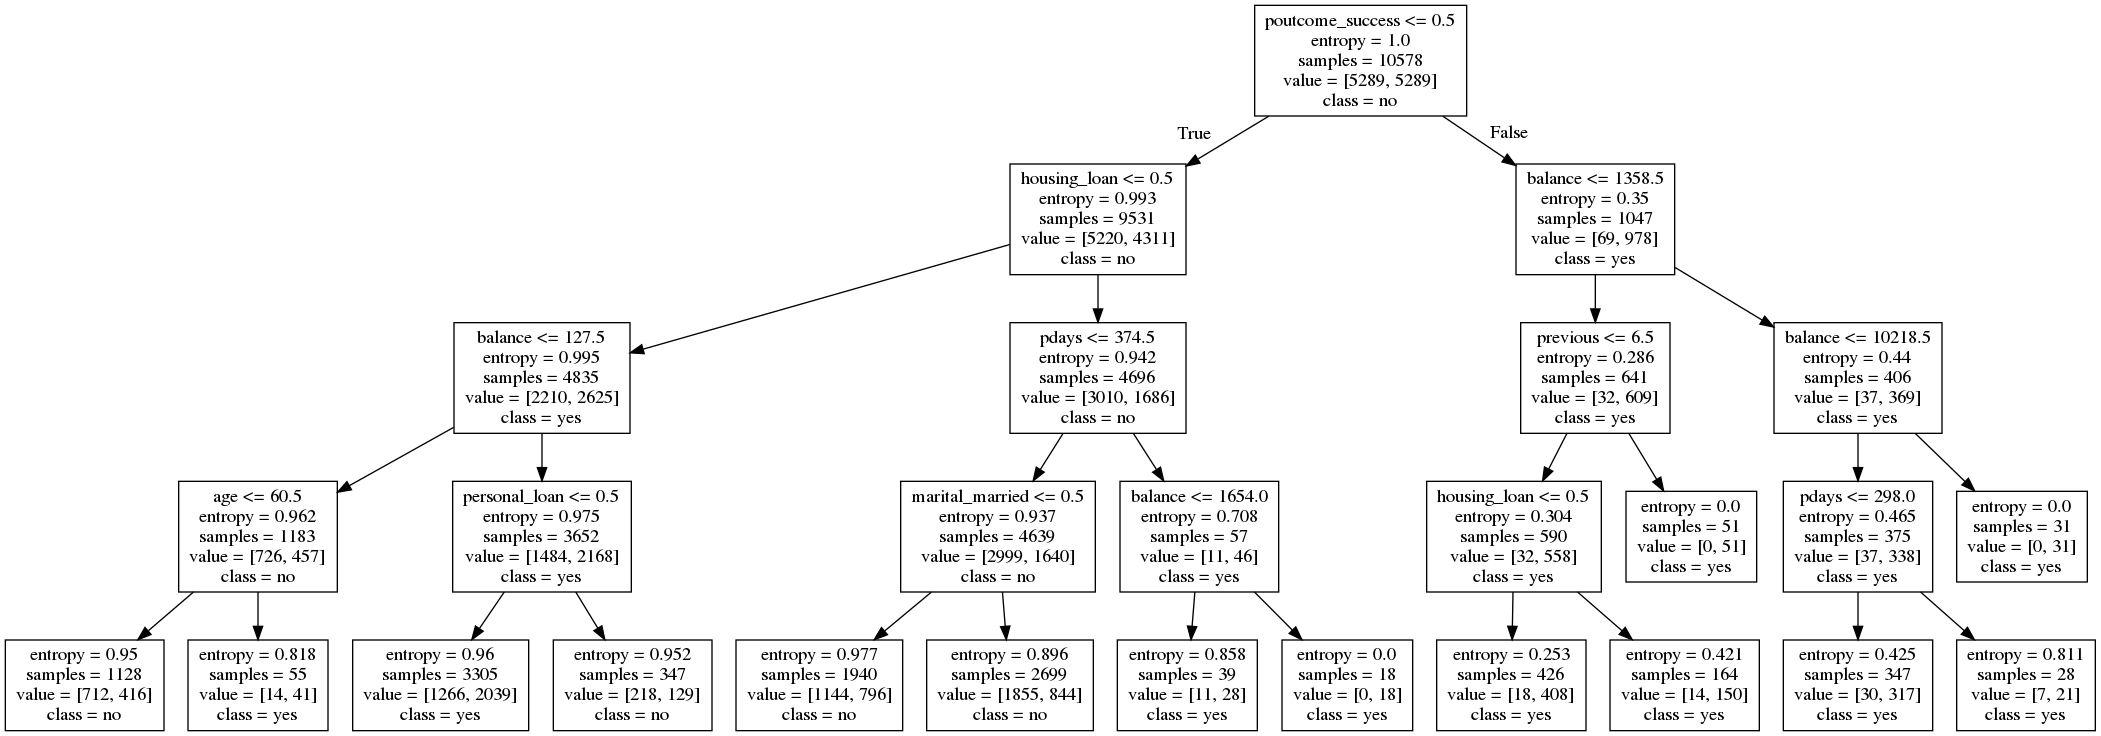 poutcome_success <= 0.5
entropy = 1.0
samples = 10578
value = [5289, 5289]
class = no
True
False
housing_loan <= 0.5
entropy = 0.993
samples = 9531
value = [5220, 4311]
class = no
balance <= 1358.5
entropy = 0.35
samples = 1047
value = [69, 978]
class = yes
balance <= 127.5
entropy = 0.995
samples = 4835
value = [2210, 2625]
class = yes
pdays <= 374.5
entropy = 0.942
samples = 4696
value = [3010, 1686]
class = no
previous <= 6.5
entropy = 0.286
samples = 641
value = [32, 609]
class = yes
balance <= 10218.5
entropy = 0.44
samples = 406
value = [37, 369]
class = yes
age <= 60.5
entropy = 0.962
samples = 1183
value = [726, 457]
class = no
personal_loan <= 0.5
entropy = 0.975
samples = 3652
value = [1484, 2168]
class = yes
marital_married <= 0.5
entropy = 0.937
samples = 4639
value = [2999, 1640]
class = no
balance <= 1654.0
entropy = 0.708
samples = 57
value = [11, 46]
class = yes
housing_loan <= 0.5
entropy = 0.304
samples = 590
value = [32, 558]
class = yes
entropy = 0.0
samples = 51
value = [0, 51]
class = yes
pdays <= 298.0
entropy = 0.465
samples = 375
value = [37, 338]
class = yes
entropy = 0.0
samples = 31
value = [0, 31]
class = yes
entropy = 0.95
samples = 1128
value = [712, 416]
class = no
entropy = 0.818
samples = 55
value = [14, 41]
class = yes
entropy = 0.96
samples = 3305
value = [1266, 2039]
class = yes
entropy = 0.952
samples = 347
value = [218, 129]
class = no
entropy = 0.977
samples = 1940
value = [1144, 796]
class = no
entropy = 0.896
samples = 2699
value = [1855, 844]
class = no
entropy = 0.858
samples = 39
value = [11, 28]
class = yes
entropy = 0.0
samples = 18
value = [0, 18]
class = yes
entropy = 0.253
samples = 426
value = [18, 408]
class = yes
entropy = 0.421
samples = 164
value = [14, 150]
class = yes
entropy = 0.425
samples = 347
value = [30, 317]
class = yes
entropy = 0.811
samples = 28
value = [7, 21]
class = yes